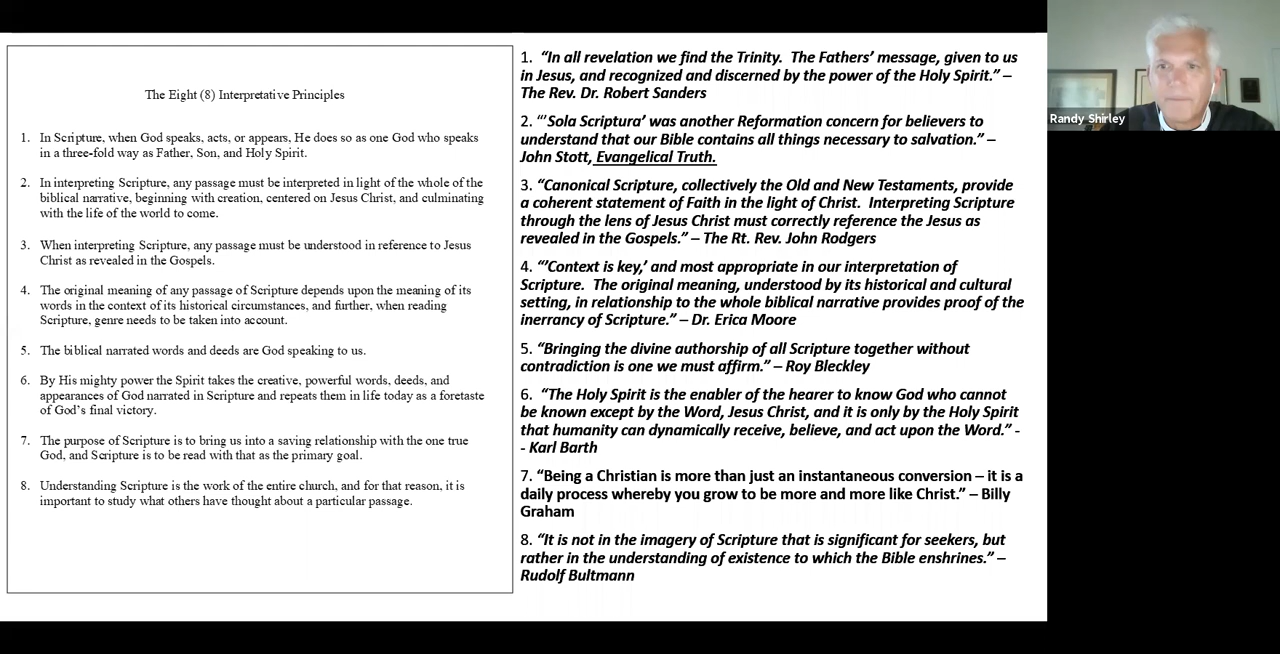 The Eight (8) Interpretative Principles
1. In Scripture, when God speaks, acts, or appears, He does so as one God who speaks
in a three-fold way as Father, Son, and Holy Spirit.
2. In interpreting Scripture, any passage must be interpreted in light of the whole of the
biblical narrative, beginning with creation, centered on Jesus Christ, and culminating
with the life of the world to come.
3. When interpreting Scripture, any passage must be understood in reference to Jesus
Christ as revealed in the Gospels.
4. The original meaning of any passage of Scripture depends upon the meaning of its
words in the context of its historical circumstances, and further, when reading
Scripture, genre needs to be taken into account.
5. The biblical narrated words and deeds are God speaking to us.
6. By His mighty power the Spirit takes the creative, powerful words, deeds, and
appearances of God narrated in Scripture and repeats them in life today as a foretaste
of God's final victory.
7. The purpose of Scripture is to bring us into a saving relationship with the one true
God, and Scripture is to be read with that as the primary goal.
8. Understanding Scripture is the work of the entire church, and for that reason, it is
important to study what others have thought about a particular passage.
1. “In all revelation we find the Trinity. The Fathers’ message, given to us
in Jesus, and recognized and discerned by the power of the Holy Spirit.” –
The Rev. Dr. Robert Sanders
2. “‘Sola Scriptura’ was another Reformation concern for believers to
understand that our Bible contains all things necessary to salvation.” –
John Stott, Evangelical Truth.
3. “Canonical Scripture, collectively the Old and New Testaments, provide
a coherent statement of Faith in the light of Christ. Interpreting Scripture
through the lens of Jesus Christ must correctly reference the Jesus as
revealed in the Gospels.” – The Rt. Rev. John Rodgers
4. “‘Context is key,’ and most appropriate in our interpretation of
Scripture. The original meaning, understood by its historical and cultural
setting, in relationship to the whole biblical narrative provides proof of the
inerrancy of Scripture.” – Dr. Erica Moore
5. “Bringing the divine authorship of all Scripture together without
contradiction is one we must affirm.” – Roy Bleckley
6. “The Holy Spirit is the enabler of the hearer to know God who cannot
be known except by the Word, Jesus Christ, and it is only by the Holy Spirit
that humanity can dynamically receive, believe, and act upon the Word.” -
- Karl Barth
7. “Being a Christian is more than just an instantaneous conversion – it is a
daily process whereby you grow to be more and more like Christ.” – Billy
Graham
8. “It is not in the imagery of Scripture that is significant for seekers, but
rather in the understanding of existence to which the Bible enshrines.” –
Rudolf Bultmann
Randy Shirley